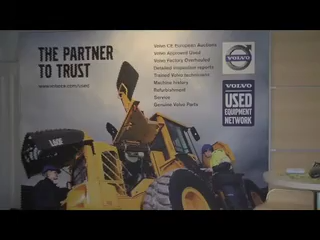 THE PARTNER
TO TRUST
Volvo CE European Auctions
Volvo Approved Used
Volvo Factory Overhauled
Detailed inspection reports
Trained Volvo technicians
Machine history
Refurbishment
Service
Genuine Volvo Parts
VOLVO
VOLVO
USED
EQUIPMENT
NETWORK